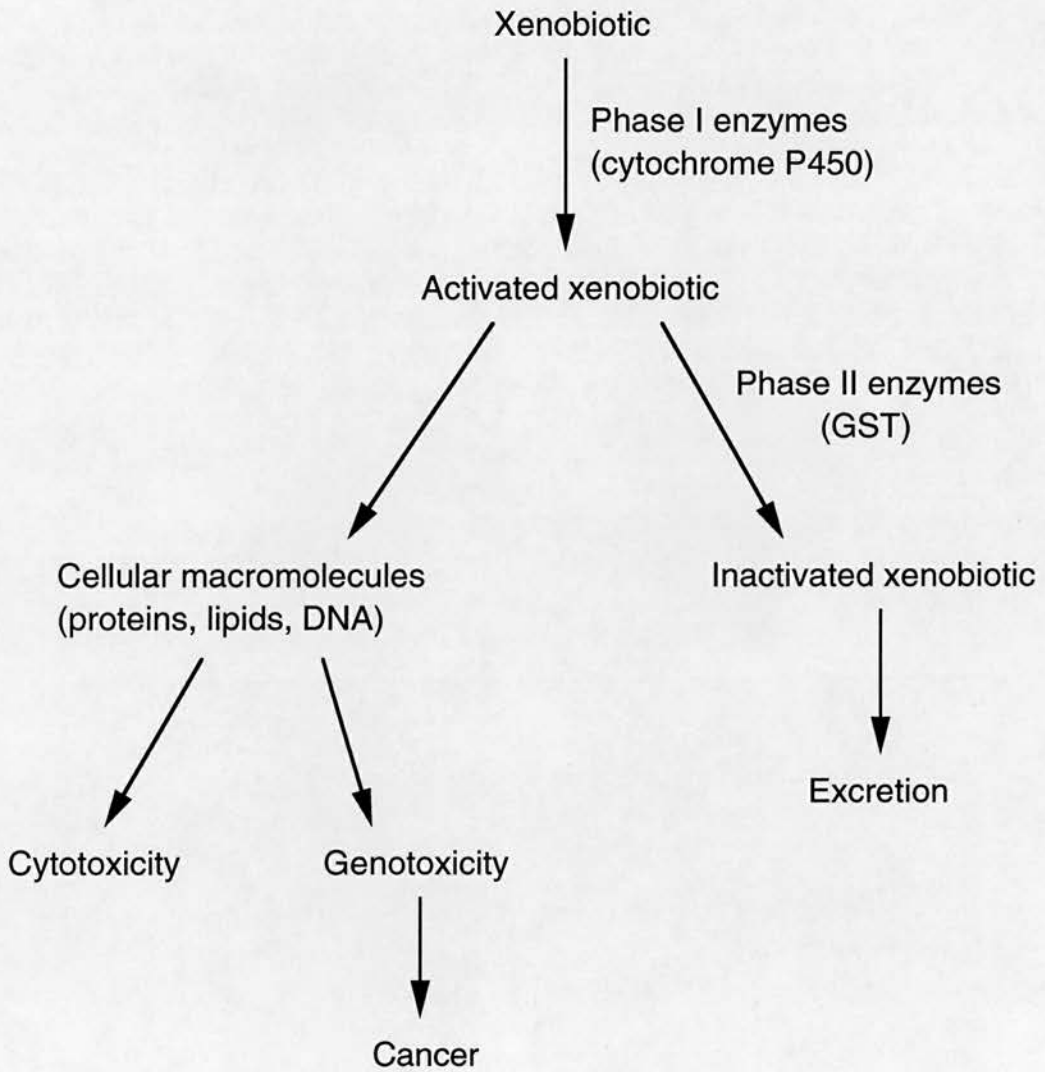 Xenobiotic
Phase I enzymes
(cytochrome P450)
Activated xenobiotic
Phase II enzymes
(GST)
Cellular macromolecules
(proteins, lipids, DNA)
Inactivated xenobiotic
Excretion
Cytotoxicity
Genotoxicity
Cancer